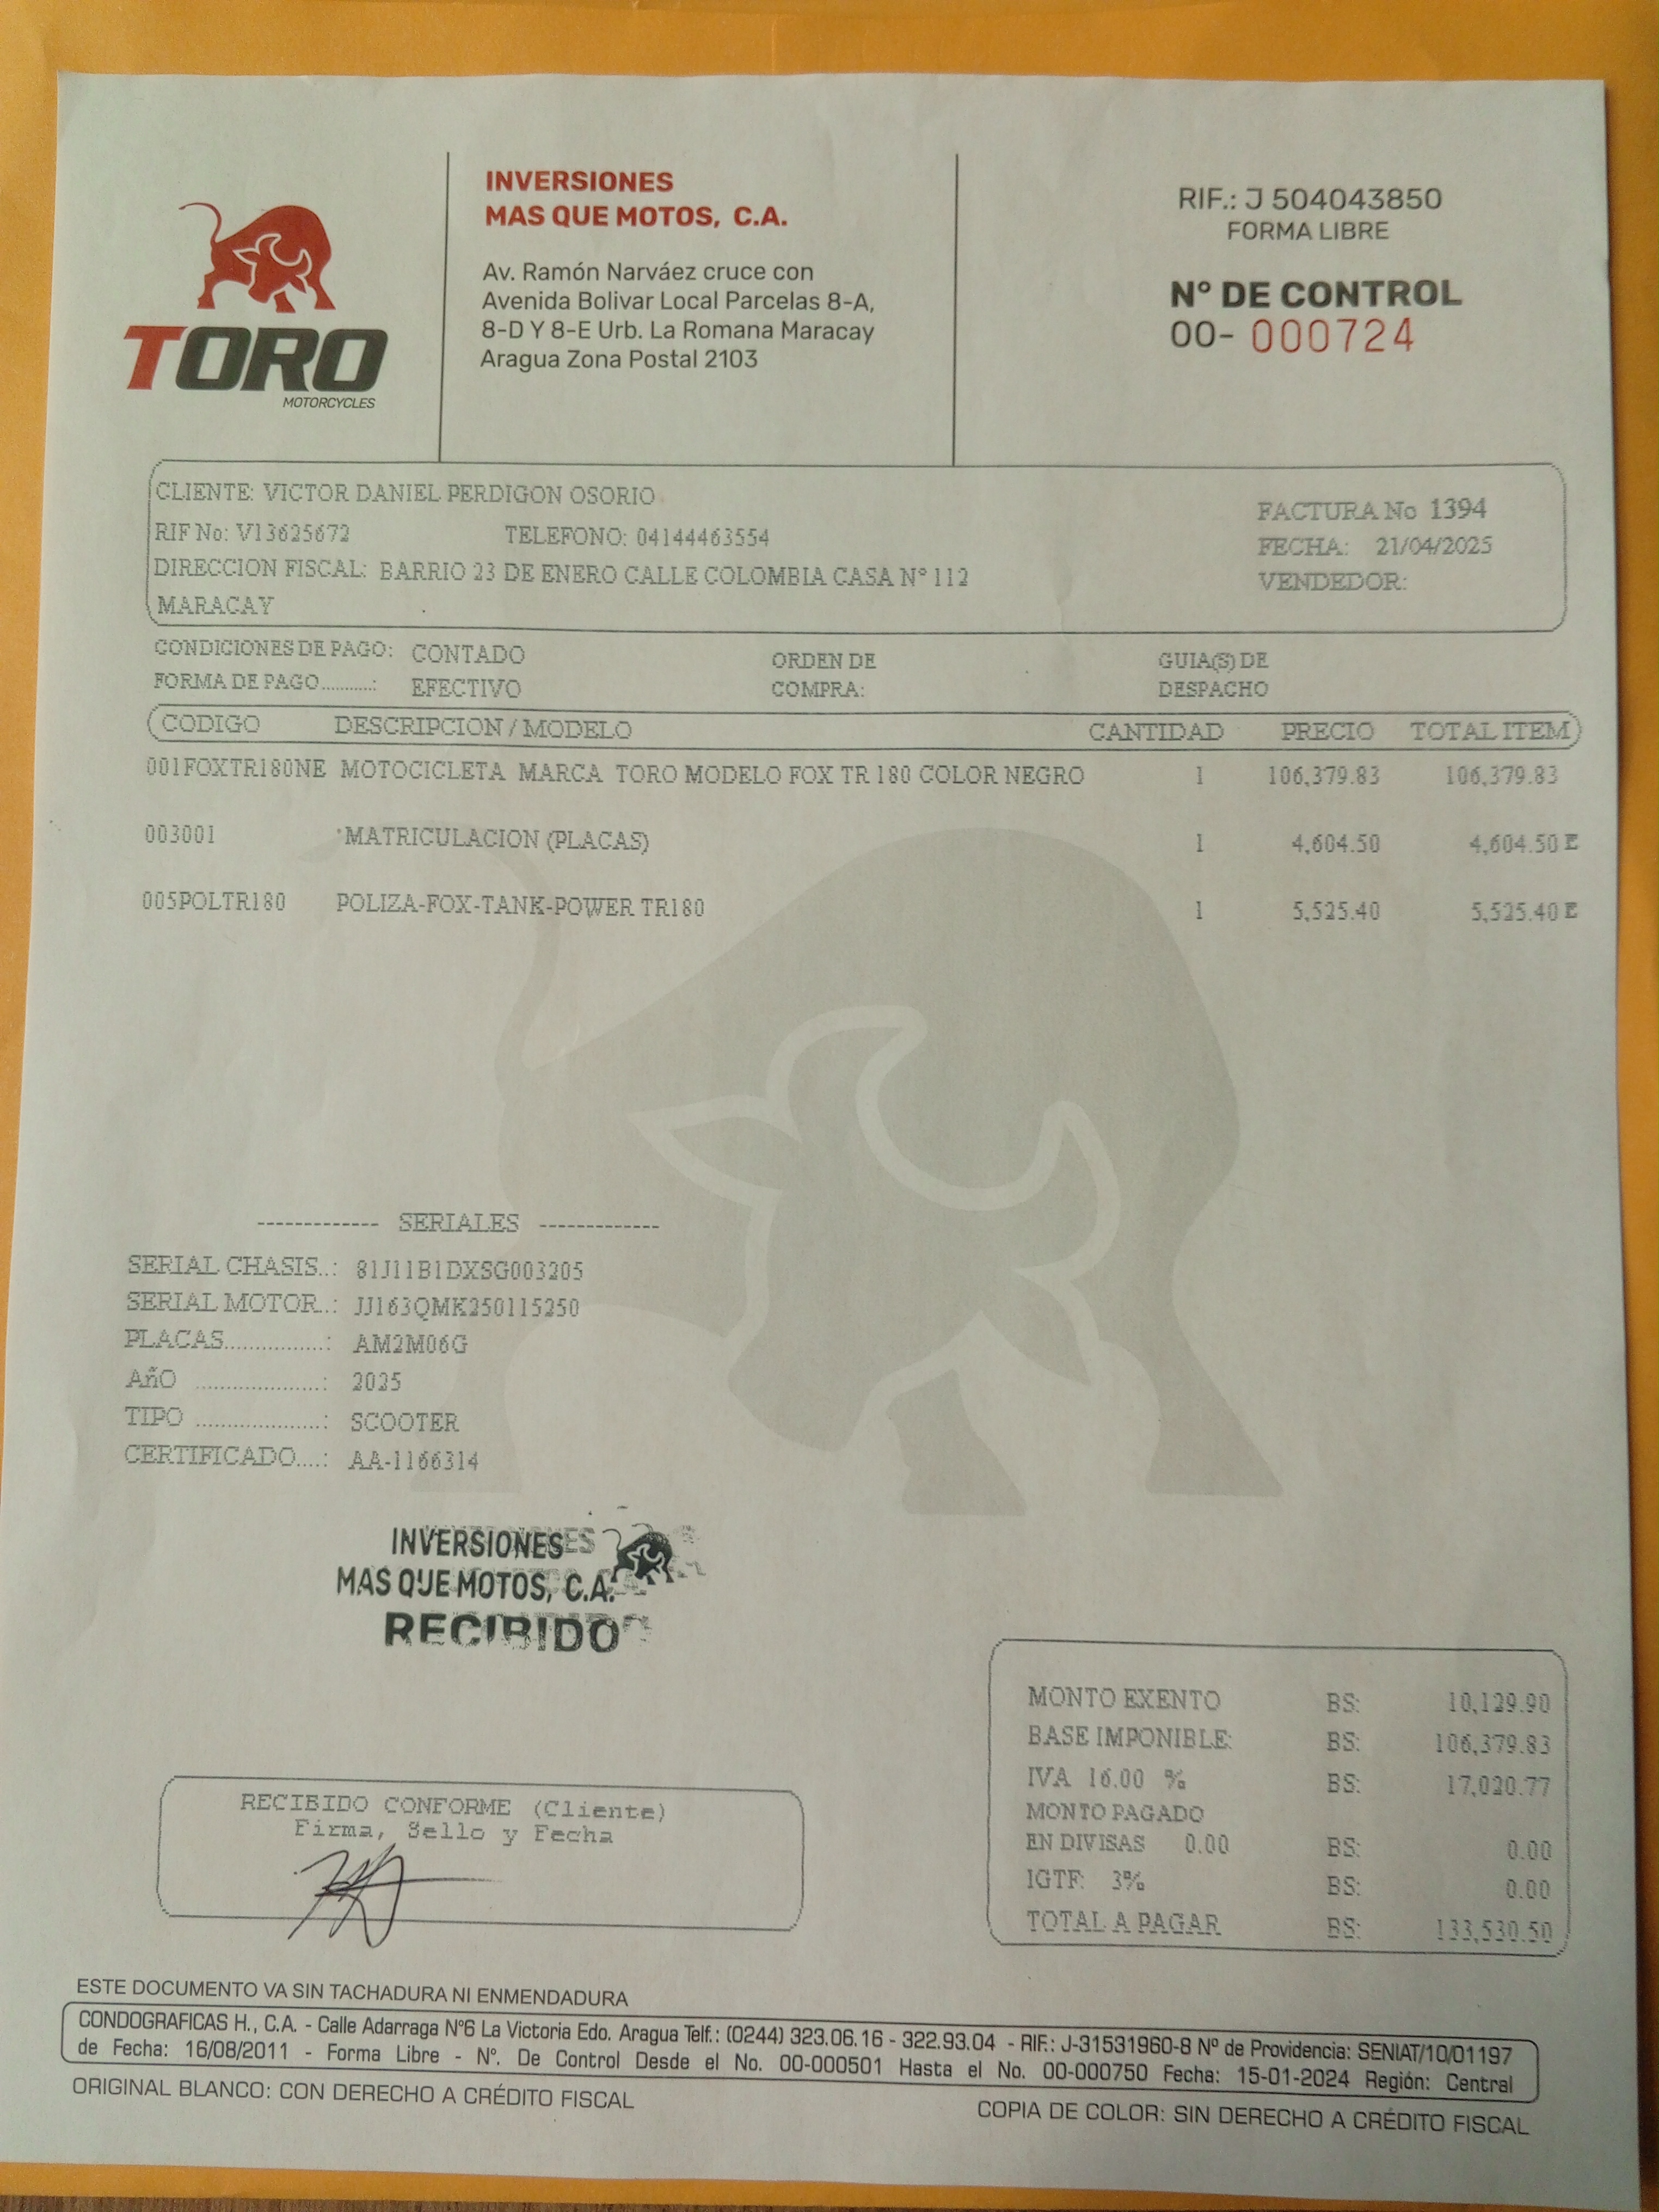 TORO
MOTORCYCLES
INVERSIONES
MAS QUE MOTOS, C.A.
Av. Ramón Narváez cruce con
Avenida Bolivar Local Parcelas 8-A,
8-D Y 8-E Urb. La Romana Maracay
Aragua Zona Postal 2103
RIF.: J 504043850
FORMA LIBRE
N° DE CONTROL
00- 000724
CLIENTE: VICTOR DANIEL PERDIGON OSORIO
RIF No: V13625672 TELEFONO: 04144463554
DIRECCION FISCAL: BARRIO 23 DE ENERO CALLE COLOMBIA CASA N° 112
MARACAY
FACTURA No 1394
FECHA: 21/04/2025
VENDEDOR:
CONDICIONES DE PAGO: CONTADO
FORMA DE PAGO..........: EFECTIVO
ORDEN DE
COMPRA:
GUIA(S) DE
DESPACHO
CODIGO DESCRIPCION / MODELO CANTIDAD PRECIO TOTAL ITEM
001FOXTR180NE MOTOCICLETA MARCA TORO MODELO FOX TR 180 COLOR NEGRO 1 106,379.83 106,379.83
003001 MATRICULACION (PLACAS) 1 4,604.50 4,604.50 E
005POLTR180 POLIZA-FOX-TANK-POWER TR180 1 5,525.40 5,525.40 E
------------- SERIALES -------------
SERIAL CHASIS..: 81J11B1DXSG003205
SERIAL MOTOR..: JJ163QMK250115250
PLACAS................: AM2M06G
AñO ....................: 2025
TIPO ....................: SCOOTER
CERTIFICADO....: AA-1166314
INVERSIONES
MAS QUE MOTOS, C.A.
RECIBIDO
MONTO EXENTO BS: 10,129.90
BASE IMPONIBLE: BS: 106,379.83
IVA 16.00 % BS: 17,020.77
MONTO PAGADO
EN DIVISAS 0.00 BS: 0.00
IGTF: 3% BS: 0.00
TOTAL A PAGAR BS: 133,530.50
RECIBIDO CONFORME (Cliente)
Firma, Sello y Fecha
ESTE DOCUMENTO VA SIN TACHADURA NI ENMENDADURA
CONDOGRAFICAS H., C.A. - Calle Adarraga N°6 La Victoria Edo. Aragua Telf.: (0244) 323.06.16 - 322.93.04 - RIF.: J-31531960-8 Nº de Providencia: SENIAT/10/01197
de Fecha: 16/08/2011 - Forma Libre - N°. De Control Desde el No. 00-000501 Hasta el No. 00-000750 Fecha: 15-01-2024 Región: Central
ORIGINAL BLANCO: CON DERECHO A CRÉDITO FISCAL
COPIA DE COLOR: SIN DERECHO A CRÉDITO FISCAL